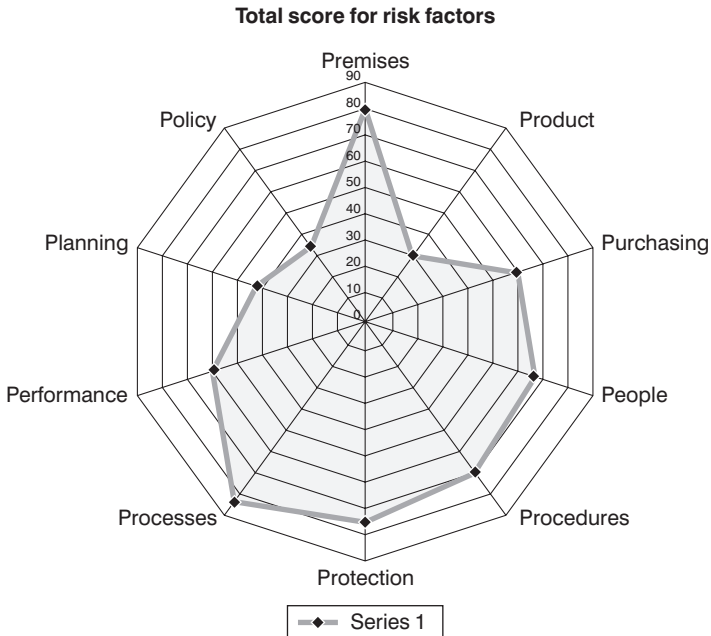 Total score for risk factors
Premises
90
80
70
60
50
40
30
20
10
0
Product
Purchasing
People
Procedures
Protection
Processes
Performance
Planning
Policy
Series 1